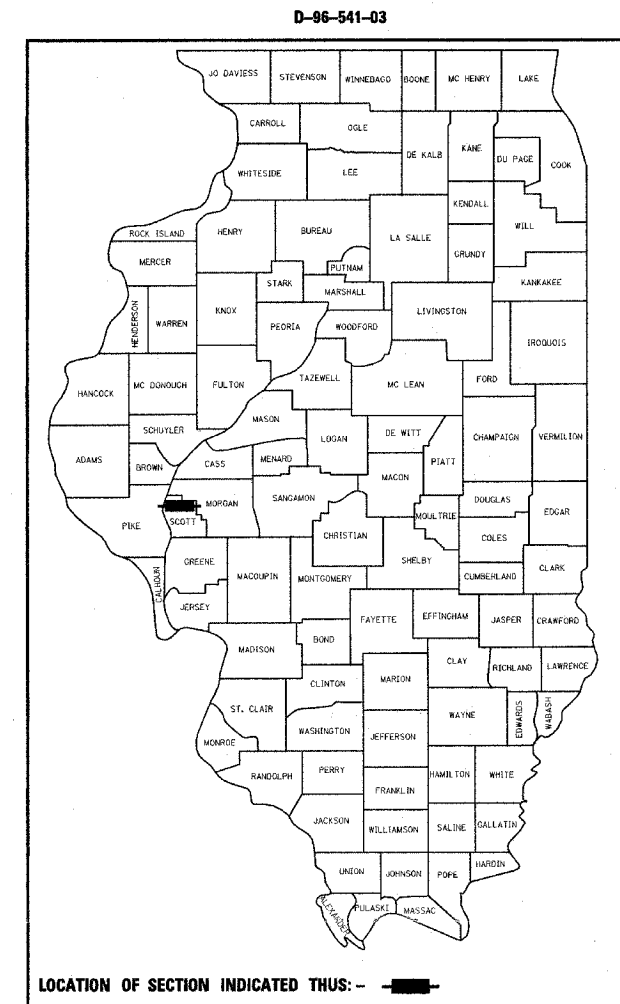 D-96-541-03
JO DAVIESS STEVENSON WINNEBAGO BOONE MC HENRY LAKE
CARROLL OGLE
DE KALB KANE DU PAGE COOK
WHITESIDE LEE
KENDALL
ROCK ISLAND HENRY BUREAU LA SALLE WILL
GRUNDY
MERCER PUTNAM
STARK MARSHALL KANKAKEE
HENDERSON WARREN KNOX PEORIA WOODFORD LIVINGSTON
IROQUOIS
HANCOCK MC DONOUGH FULTON TAZEWELL MC LEAN FORD
MASON
SCHUYLER LOGAN DE WITT CHAMPAIGN VERMILION
ADAMS BROWN CASS MENARD PIATT
MACON
PIKE SCOTT MORGAN SANGAMON MOULTRIE DOUGLAS EDGAR
CHRISTIAN COLES
SHELBY
CALHOUN GREENE MACOUPIN MONTGOMERY CUMBERLAND CLARK
JERSEY
FAYETTE EFFINGHAM JASPER CRAWFORD
MADISON BOND
CLAY RICHLAND LAWRENCE
CLINTON MARION
ST. CLAIR WAYNE EDWARDS WABASH
WASHINGTON JEFFERSON
MONROE
RANDOLPH PERRY HAMILTON WHITE
FRANKLIN
JACKSON WILLIAMSON SALINE GALLATIN
UNION JOHNSON POPE HARDIN
ALEXANDER PULASKI MASSAC
LOCATION OF SECTION INDICATED THUS: -